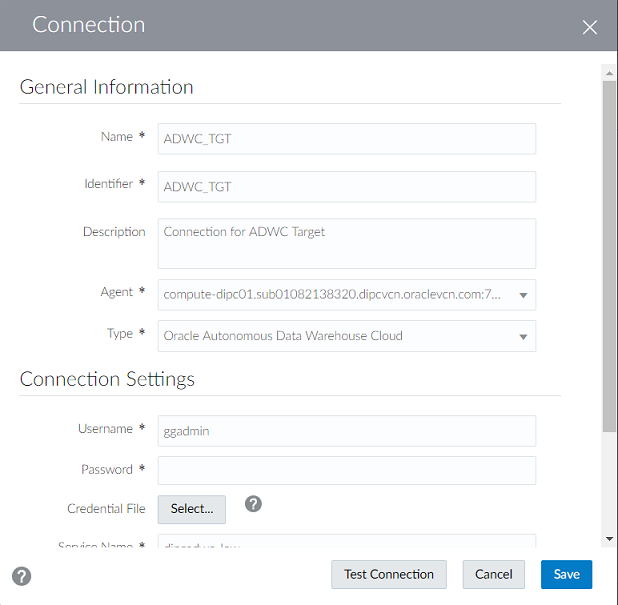 Connection
General Information
Name *
ADWC_TGT
Identifier *
ADWC_TGT
Description
Connection for ADWC Target
Agent *
compute-dipc01.sub01082138320.dipcvcn.oraclevcn.com:7...
Type *
Oracle Autonomous Data Warehouse Cloud
Connection Settings
Username *
ggadmin
Password *
Credential File
Select...
?
Service Name *
?
Test Connection
Cancel
Save